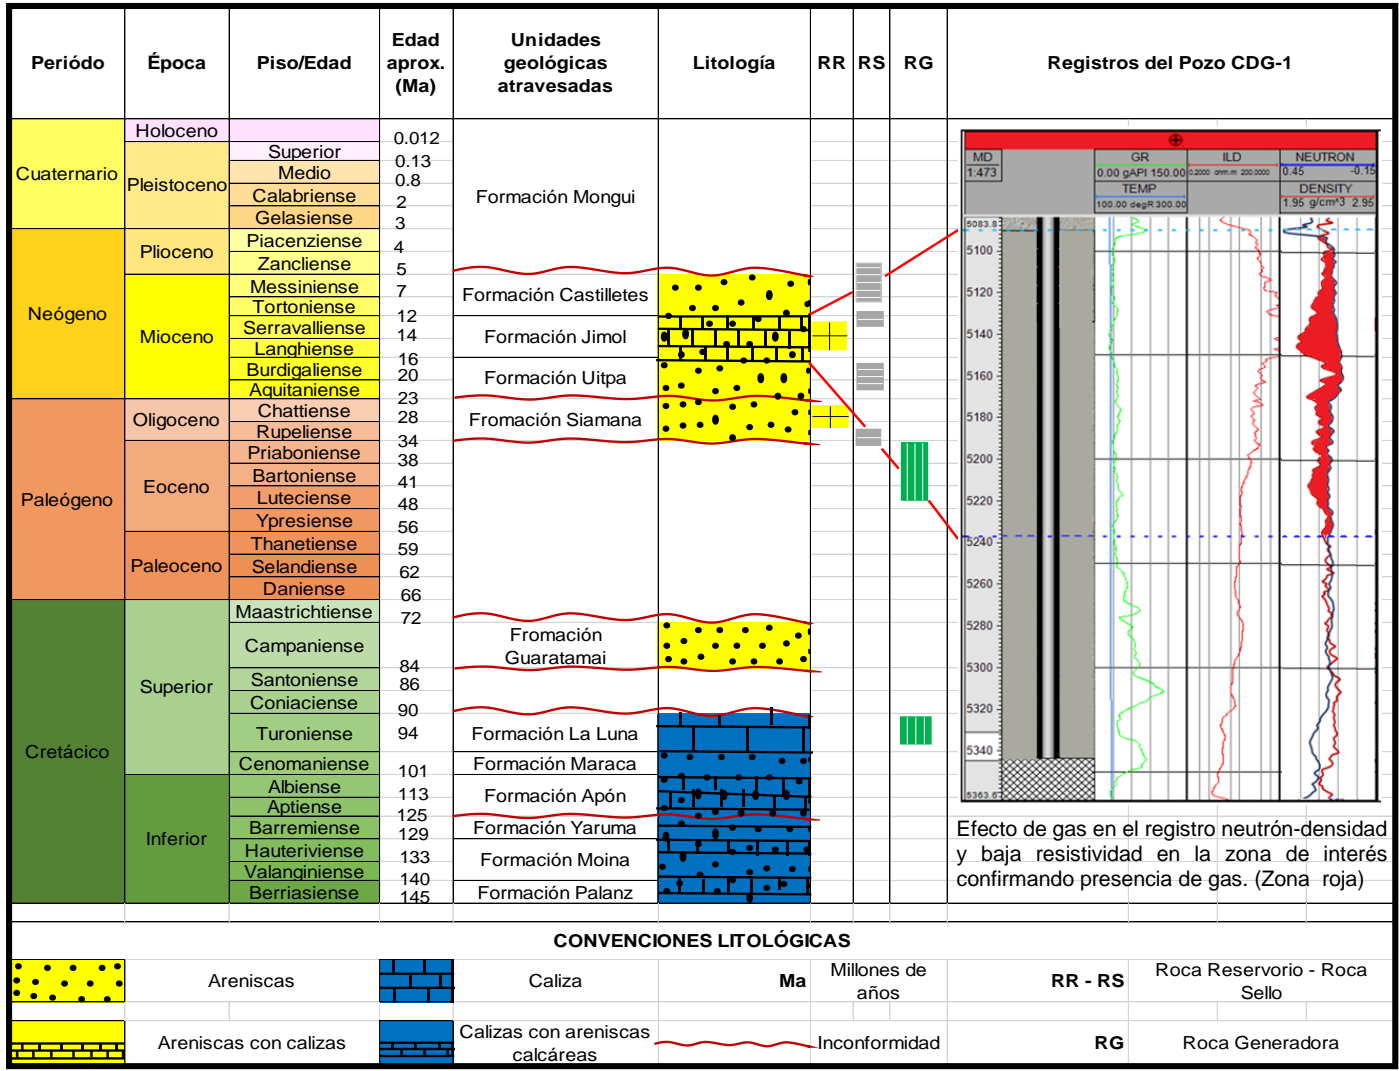 Periódo
Época
Piso/Edad
Edad
aprox.
(Ma)
Unidades
geológicas
atravesadas
Litología
RR
RS
RG
Registros del Pozo CDG-1
Cuaternario
Holoceno
0.012
Pleistoceno
Superior
0.13
Medio
0.8
Calabriense
2
Gelasiense
3
Formación Mongui
Neógeno
Plioceno
Piacenziense
4
Zancliense
5
Mioceno
Messiniense
7
Tortoniense
12
Formación Castilletes
Serravalliense
14
Langhiense
16
Formación Jimol
Burdigaliense
20
Aquitaniense
23
Formación Uitpa
Paleógeno
Oligoceno
Chattiense
28
Rupeliense
34
Fromación Siamana
Eoceno
Priaboniense
38
Bartoniense
41
Luteciense
48
Ypresiense
56
Paleoceno
Thanetiense
59
Selandiense
62
Daniense
66
Cretácico
Superior
Maastrichtiense
72
Campaniense
84
Fromación
Guaratamai
Santoniense
86
Coniaciense
90
Turoniense
94
Formación La Luna
Cenomaniense
101
Formación Maraca
Inferior
Albiense
113
Aptiense
125
Formación Apón
Barremiense
129
Formación Yaruma
Hauteriviense
133
Valanginiense
140
Formación Moina
Berriasiense
145
Formación Palanz
MD
1:473
GR
0.00 gAPI 150.00
TEMP
100.00 degR 300.00
ILD
0.2000 ohm.m 200.0000
NEUTRON
0.45 -0.15
DENSITY
1.95 g/cm^3 2.95
5083.8
5100
5120
5140
5160
5180
5200
5220
5240
5260
5280
5300
5320
5340
5363.6
Efecto de gas en el registro neutrón-densidad
y baja resistividad en la zona de interés
confirmando presencia de gas. (Zona roja)
CONVENCIONES LITOLÓGICAS
Areniscas
Caliza
Ma
Millones de
años
RR - RS
Roca Reservorio - Roca
Sello
Areniscas con calizas
Calizas con areniscas
calcáreas
Inconformidad
RG
Roca Generadora